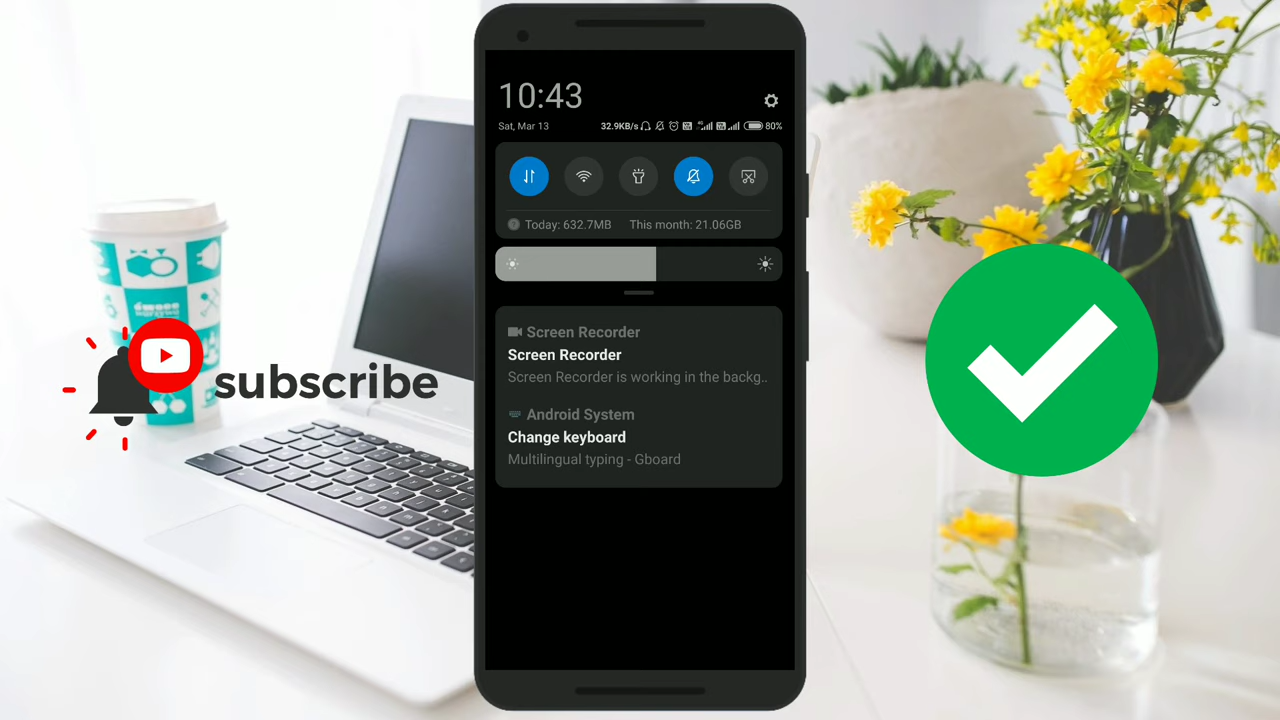 10:43
Sat, Mar 13
32.9KB/s
80%
Today: 632.7MB This month: 21.06GB
Screen Recorder
Screen Recorder
Screen Recorder is working in the backg..
Android System
Change keyboard
Multilingual typing - Gboard
subscribe